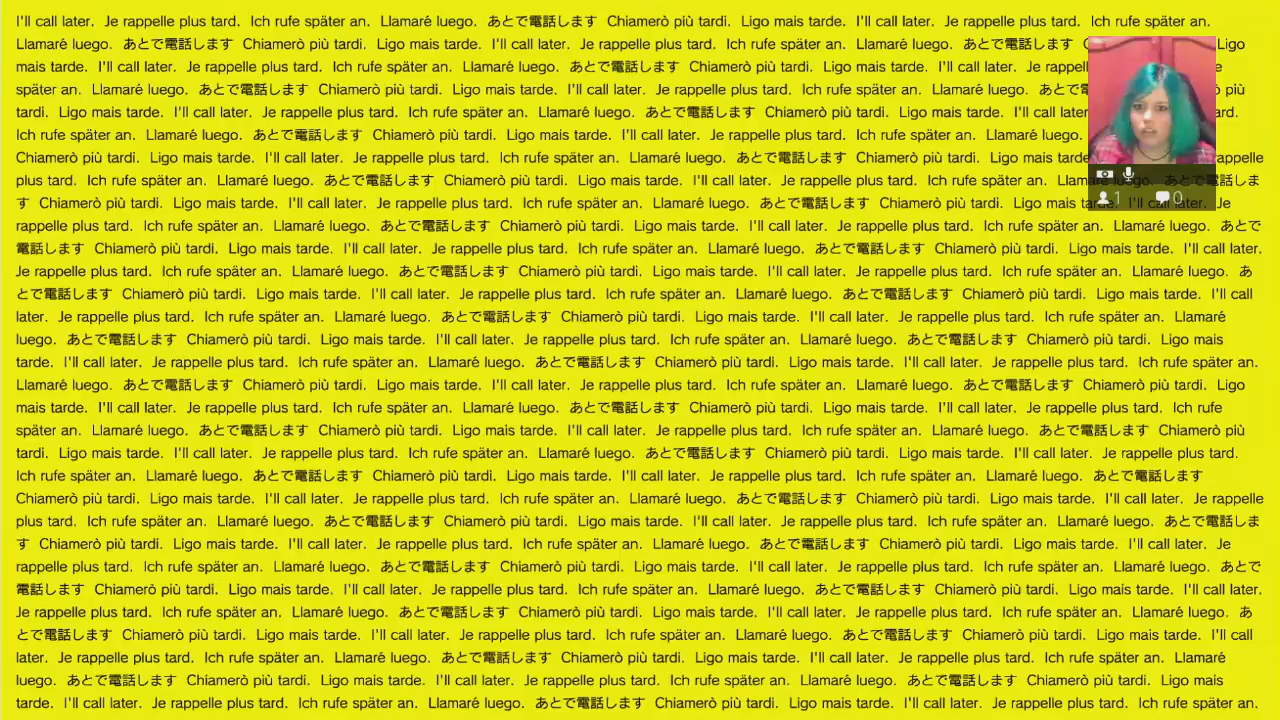 I'll call later. Je rappelle plus tard. Ich rufe später an. Llamaré luego. あとで電話します Chiamerò più tardi. Ligo mais tarde. I'll call later. Je rappelle plus tard. Ich rufe später an.
Llamaré luego. あとで電話します Chiamerò più tardi. Ligo mais tarde. I'll call later. Je rappelle plus tard. Ich rufe später an. Llamaré luego. あとで電話します Ligo
mais tarde. I'll call later. Je rappelle plus tard. Ich rufe später an. Llamaré luego. あとで電話します Chiamerò più tardi. Ligo mais tarde. I'll call later. Je
später an. Llamaré luego. あとで電話します Chiamerò più tardi. Ligo mais tarde. I'll call later. Je rappelle plus tard. Ich rufe später an. Llamaré luego. più
tardi. Ligo mais tarde. I'll call later. Je rappelle plus tard. Ich rufe später an. Llamaré luego. あとで電話します Chiamerò più tardi. Ligo mais tarde. I'll call later
Ich rufe später an. Llamaré luego. あとで電話します Chiamerò più tardi. Ligo mais tarde. I'll call later. Je rappelle plus tard. Ich rufe später an. Llamaré luego.
Chiamerò più tardi. Ligo mais tarde. I'll call later. Je rappelle plus tard. Ich rufe später an. Llamaré luego. あとで電話します Chiamerò più tardi. Ligo mais tarde
plus tard. Ich rufe später an. Llamaré luego. あとで電話します Chiamerò più tardi. Ligo mais tarde. I'll call later. Je rappelle plus tard. Ich rufe später an. Llamaré luego. あとで電話しま
す Chiamerò più tardi. Ligo mais tarde. I'll call later. Je rappelle plus tard. Ich rufe später an. Llamaré luego. あとで電話します Chiamerò più tardi. Ligo mais tarde. I'll call later. Je
1 0
rappelle plus tard. Ich rufe später an. Llamaré luego. あとで電話します Chiamerò più tardi. Ligo mais tarde. I'll call later. Je rappelle plus tard. Ich rufe später an. Llamaré luego. あとで
電話します Chiamerò più tardi. Ligo mais tarde. I'll call later. Je rappelle plus tard. Ich rufe später an. Llamaré luego. あとで電話します Chiamerò più tardi. Ligo mais tarde. I'll call later.
Je rappelle plus tard. Ich rufe später an. Llamaré luego. あとで電話します Chiamerò più tardi. Ligo mais tarde. I'll call later. Je rappelle plus tard. Ich rufe später an. Llamaré luego. あ
とで電話します Chiamerò più tardi. Ligo mais tarde. I'll call later. Je rappelle plus tard. Ich rufe später an. Llamaré luego. あとで電話します Chiamerò più tardi. Ligo mais tarde. I'll call
later. Je rappelle plus tard. Ich rufe später an. Llamaré luego. あとで電話します Chiamerò più tardi. Ligo mais tarde. I'll call later. Je rappelle plus tard. Ich rufe später an. Llamaré
luego. あとで電話します Chiamerò più tardi. Ligo mais tarde. I'll call later. Je rappelle plus tard. Ich rufe später an. Llamaré luego. あとで電話します Chiamerò più tardi. Ligo mais
tarde. I'll call later. Je rappelle plus tard. Ich rufe später an. Llamaré luego. あとで電話します Chiamerò più tardi. Ligo mais tarde. I'll call later. Je rappelle plus tard. Ich rufe später an.
Llamaré luego. あとで電話します Chiamerò più tardi. Ligo mais tarde. I'll call later. Je rappelle plus tard. Ich rufe später an. Llamaré luego. あとで電話します Chiamerò più tardi. Ligo
mais tarde. I'll call later. Je rappelle plus tard. Ich rufe später an. Llamaré luego. あとで電話します Chiamerò più tardi. Ligo mais tarde. I'll call later. Je rappelle plus tard. Ich rufe
später an. Llamaré luego. あとで電話します Chiamerò più tardi. Ligo mais tarde. I'll call later. Je rappelle plus tard. Ich rufe später an. Llamaré luego. あとで電話します Chiamerò più
tardi. Ligo mais tarde. I'll call later. Je rappelle plus tard. Ich rufe später an. Llamaré luego. あとで電話します Chiamerò più tardi. Ligo mais tarde. I'll call later. Je rappelle plus tard.
Ich rufe später an. Llamaré luego. あとで電話します Chiamerò più tardi. Ligo mais tarde. I'll call later. Je rappelle plus tard. Ich rufe später an. Llamaré luego. あとで電話します
Chiamerò più tardi. Ligo mais tarde. I'll call later. Je rappelle plus tard. Ich rufe später an. Llamaré luego. あとで電話します Chiamerò più tardi. Ligo mais tarde. I'll call later. Je rappelle
plus tard. Ich rufe später an. Llamaré luego. あとで電話します Chiamerò più tardi. Ligo mais tarde. I'll call later. Je rappelle plus tard. Ich rufe später an. Llamaré luego. あとで電話しま
す Chiamerò più tardi. Ligo mais tarde. I'll call later. Je rappelle plus tard. Ich rufe später an. Llamaré luego. あとで電話します Chiamerò più tardi. Ligo mais tarde. I'll call later. Je
rappelle plus tard. Ich rufe später an. Llamaré luego. あとで電話します Chiamerò più tardi. Ligo mais tarde. I'll call later. Je rappelle plus tard. Ich rufe später an. Llamaré luego. あとで
電話します Chiamerò più tardi. Ligo mais tarde. I'll call later. Je rappelle plus tard. Ich rufe später an. Llamaré luego. あとで電話します Chiamerò più tardi. Ligo mais tarde. I'll call later.
Je rappelle plus tard. Ich rufe später an. Llamaré luego. あとで電話します Chiamerò più tardi. Ligo mais tarde. I'll call later. Je rappelle plus tard. Ich rufe später an. Llamaré luego. あ
とで電話します Chiamerò più tardi. Ligo mais tarde. I'll call later. Je rappelle plus tard. Ich rufe später an. Llamaré luego. あとで電話します Chiamerò più tardi. Ligo mais tarde. I'll call
later. Je rappelle plus tard. Ich rufe später an. Llamaré luego. あとで電話します Chiamerò più tardi. Ligo mais tarde. I'll call later. Je rappelle plus tard. Ich rufe später an. Llamaré
luego. あとで電話します Chiamerò più tardi. Ligo mais tarde. I'll call later. Je rappelle plus tard. Ich rufe später an. Llamaré luego. あとで電話します Chiamerò più tardi. Ligo mais
tarde. I'll call later. Je rappelle plus tard. Ich rufe später an. Llamaré luego. あとで電話します Chiamerò più tardi. Ligo mais tarde. I'll call later. Je rappelle plus tard. Ich rufe später an.